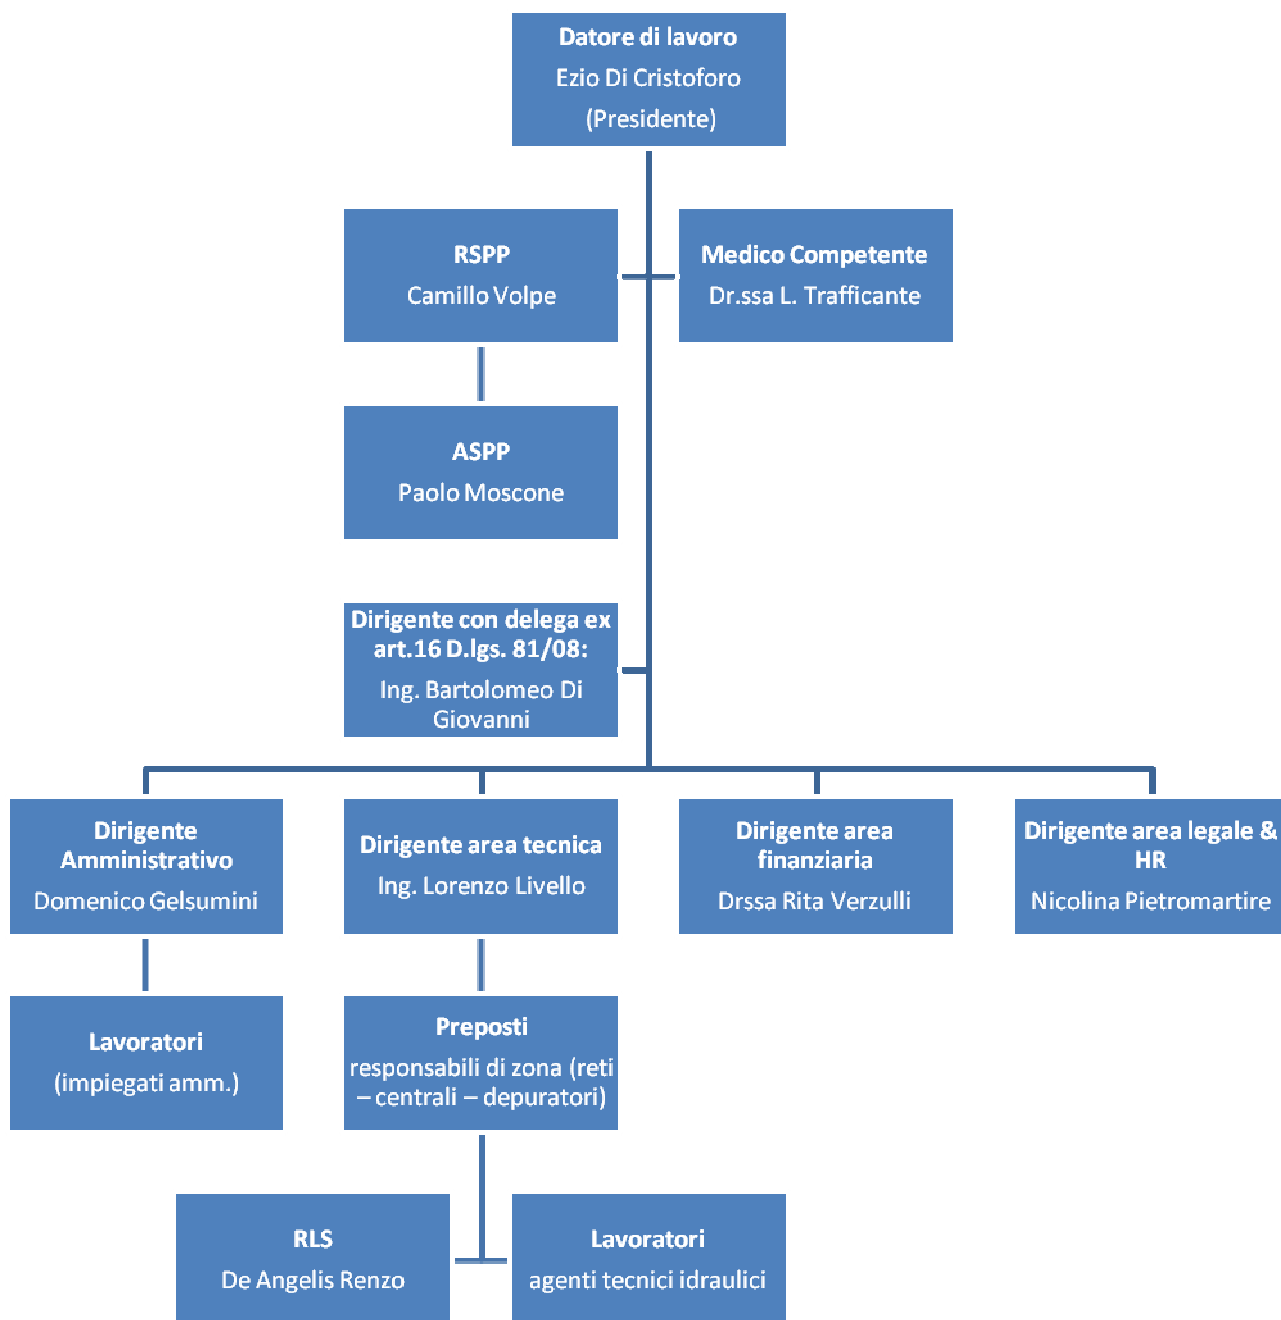 Datore di lavoro
Ezio Di Cristoforo
(Presidente)
RSPP
Camillo Volpe
Medico Competente
Dr.ssa L. Trafficante
ASPP
Paolo Moscone
Dirigente con delega ex
art.16 D.lgs. 81/08:
Ing. Bartolomeo Di
Giovanni
Dirigente
Amministrativo
Domenico Gelsumini
Dirigente area tecnica
Ing. Lorenzo Livello
Dirigente area
finanziaria
Drssa Rita Verzulli
Dirigente area legale &
HR
Nicolina Pietromartire
Lavoratori
(impiegati amm.)
Preposti
responsabili di zona (reti
– centrali – depuratori)
RLS
De Angelis Renzo
Lavoratori
agenti tecnici idraulici